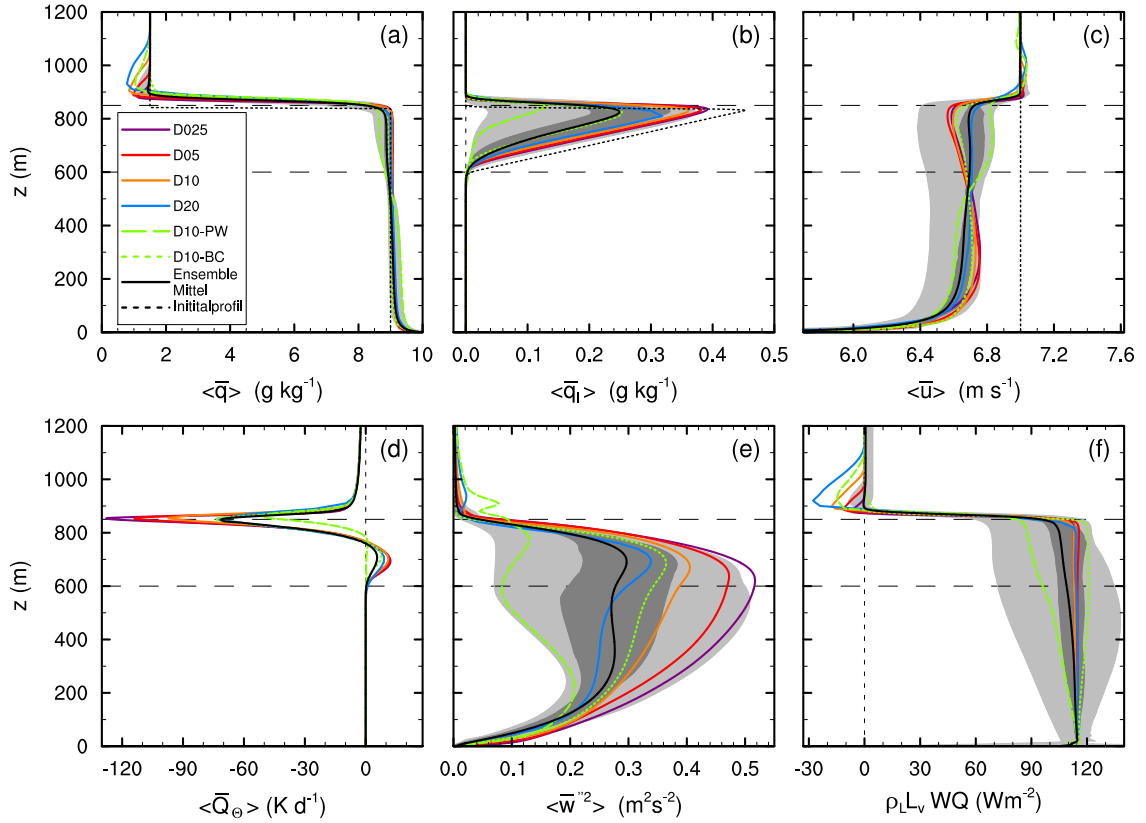 (a)
(b)
(c)
1200
1000
800
600
400
200
0
z (m)
D025
D05
D10
D20
D10-PW
D10-BC
Ensemble
Mittel
Inititalprofil
0 2 4 6 8 10
0.0 0.1 0.2 0.3 0.4 0.5
6.0 6.4 6.8 7.2 7.6
<q̅> (g kg⁻¹)
<q̅ₗ> (g kg⁻¹)
<u̅> (m s⁻¹)
(d)
(e)
(f)
1200
1000
800
600
400
200
0
z (m)
-120 -90 -60 -30 0
0.0 0.1 0.2 0.3 0.4 0.5
-30 0 30 60 90 120
<Q̅_Θ> (K d⁻¹)
<w̅'''²> (m²s⁻²)
ρ_L L_v WQ (Wm⁻²)